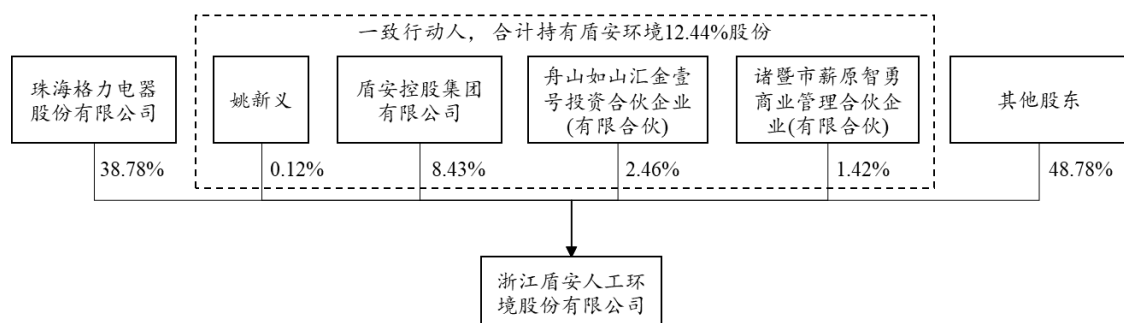 一致行动人，合计持有盾安环境12.44%股份
珠海格力电器
股份有限公司
姚新义
盾安控股集团
有限公司
舟山如山汇金壹
号投资合伙企业
(有限合伙)
诸暨市薪原智勇
商业管理合伙企
业(有限合伙)
其他股东
38.78%
0.12%
8.43%
2.46%
1.42%
48.78%
浙江盾安人工环
境股份有限公司